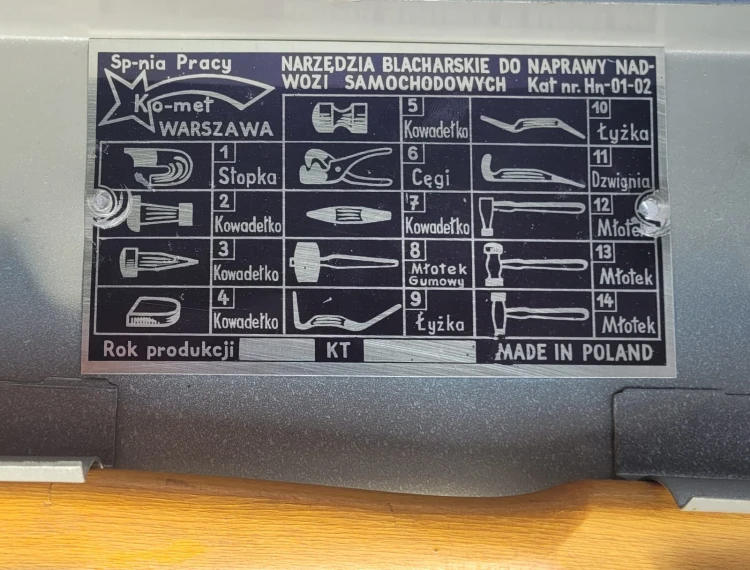 Sp-nia Pracy
Ko-met
WARSZAWA
NARZĘDZIA BLACHARSKIE DO NAPRAWY NAD-
WOZI SAMOCHODOWYCH Kat nr. Hn-01-02
1
Stopka
2
Kowadełko
3
Kowadełko
4
Kowadełko
5
Kowadełko
6
Cęgi
7
Kowadełko
8
Młotek
Gumowy
9
Łyżka
10
Łyżka
11
Dzwignia
12
Młotek
13
Młotek
14
Młotek
Rok produkcji KT MADE IN POLAND